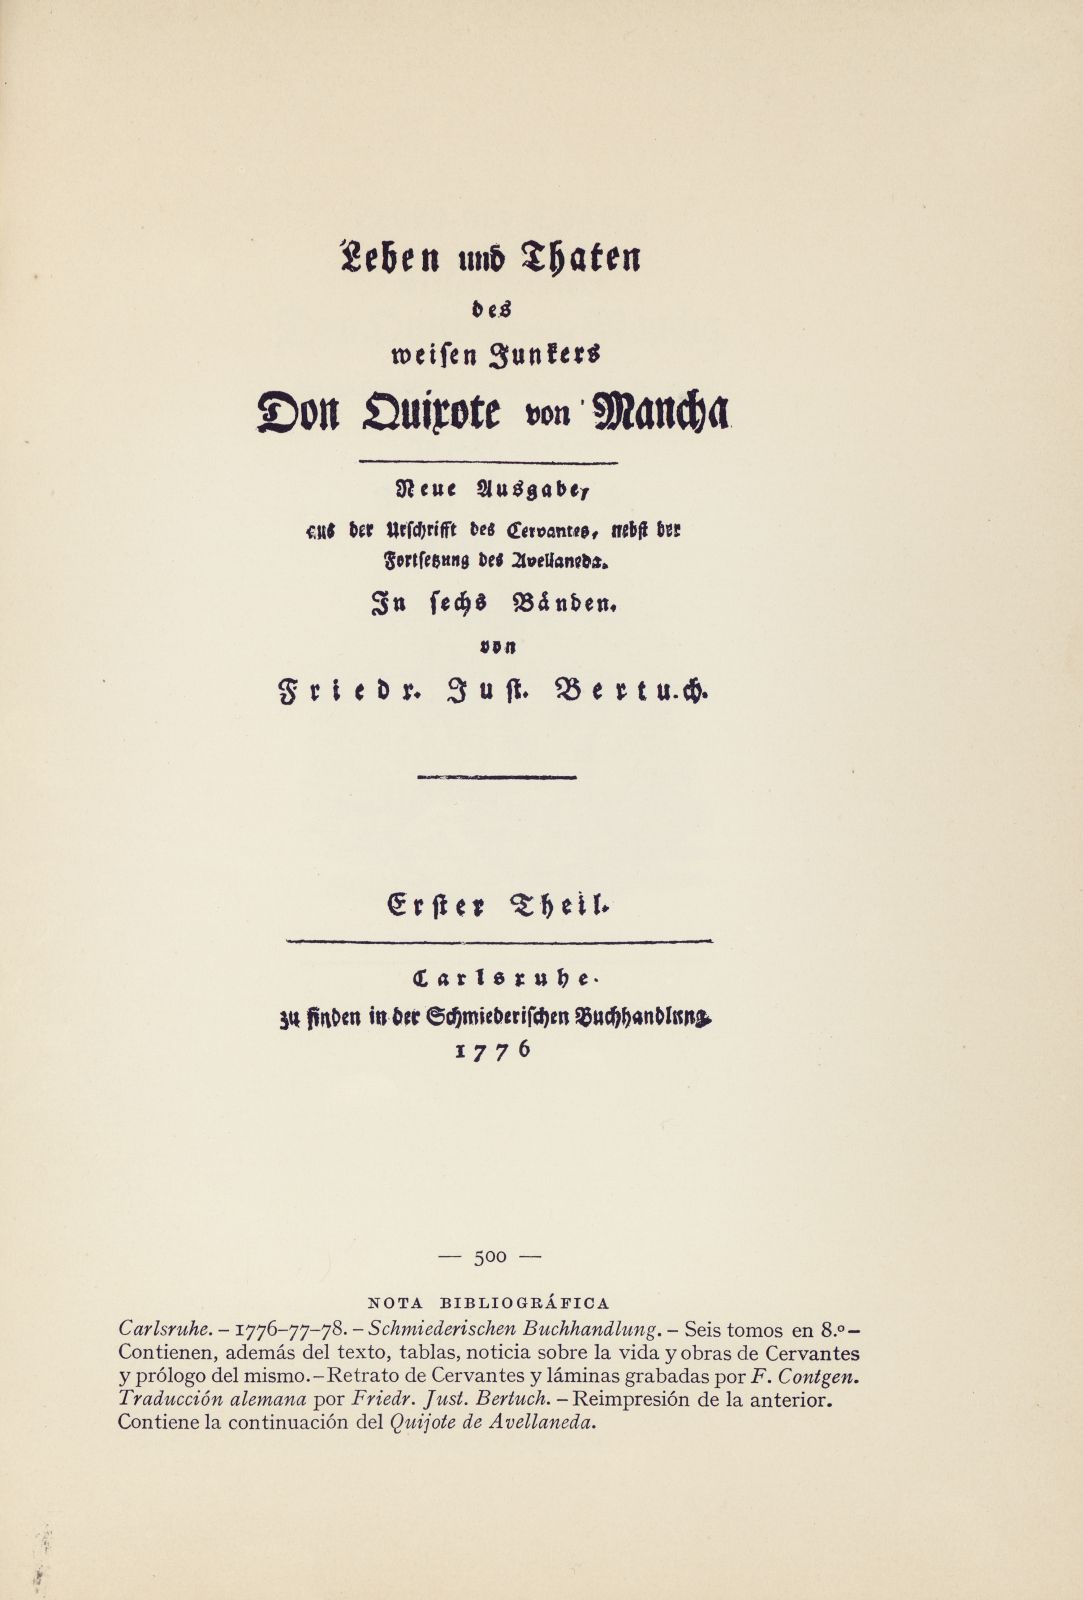 Leben und Thaten
des
weisen Junkers
Don Quixote von Mancha
Neue Ausgabe,
aus der Urschrifft des Cervantes, nebst der
Fortsetzung des Avellaneda.
In sechs Bänden.
von
Friedr. Just. Bertuch.
Erster Theil.
Carlsruhe.
zu finden in der Schmiederischen Buchhandlung.
1776
— 500 —
NOTA BIBLIOGRÁFICA
Carlsruhe. – 1776–77–78. – Schmiederischen Buchhandlung. – Seis tomos en 8.º –
Contienen, además del texto, tablas, noticia sobre la vida y obras de Cervantes
y prólogo del mismo. – Retrato de Cervantes y láminas grabadas por F. Contgen.
Traducción alemana por Friedr. Just. Bertuch. – Reimpresión de la anterior.
Contiene la continuación del Quijote de Avellaneda.